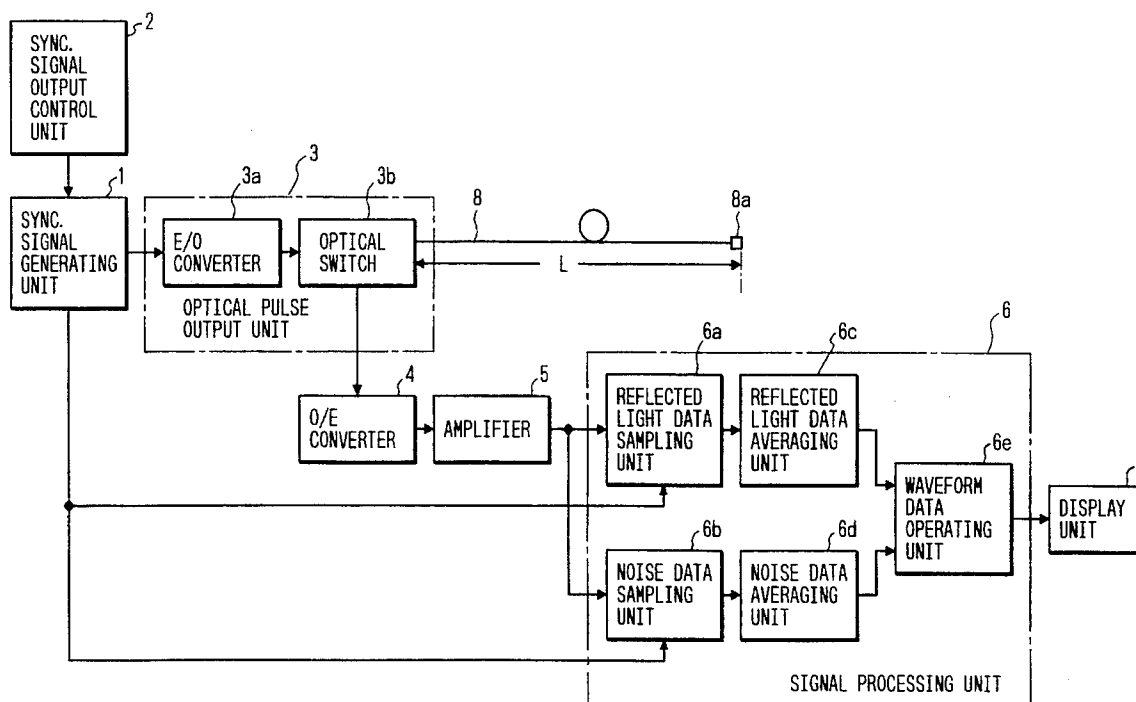 2
SYNC.
SIGNAL
OUTPUT
CONTROL
UNIT
1
SYNC.
SIGNAL
GENERATING
UNIT
3
3a
E/O
CONVERTER
3b
OPTICAL
SWITCH
OPTICAL PULSE
OUTPUT UNIT
8
8a
L
4
O/E
CONVERTER
5
AMPLIFIER
6
6a
REFLECTED
LIGHT DATA
SAMPLING
UNIT
6c
REFLECTED
LIGHT DATA
AVERAGING
UNIT
6b
NOISE DATA
SAMPLING
UNIT
6d
NOISE DATA
AVERAGING
UNIT
6e
WAVEFORM
DATA
OPERATING
UNIT
DISPLAY
UNIT
SIGNAL PROCESSING UNIT